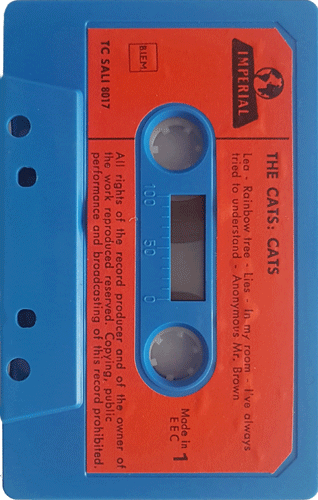 IMPERIAL
THE CATS: CATS
Lea - Rainbow tree - Lies - In my room - I've always
tried to understand - Anonymous Mr. Brown
BIEM
TC SALI 8017
100 50 0
Made in
EEC
1
All rights of the record producer and of the owner of
the work reproduced reserved. Copying, public
performance and broadcasting of this record prohibited.